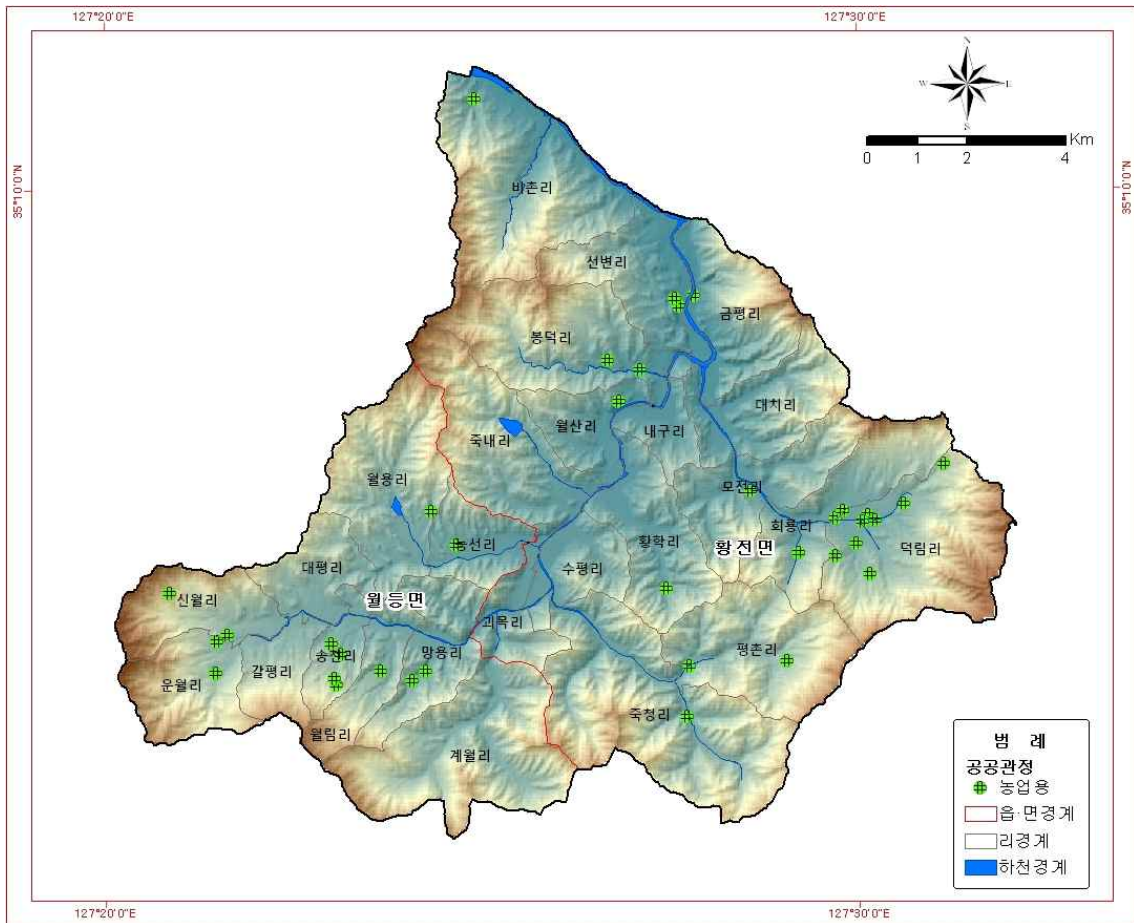 127°20'0"E
127°30'0"E
35°10'0"N
35°10'0"N
N
W
E
S
Km
0 1 2 4
비촌리
선변리
금평리
봉덕리
대치리
월산리
내구리
죽내리
모전리
월용리
회룡리
농선리
황학리
황전면
덕림리
대평리
수평리
월등면
신월리
괴목리
송천리
망용리
평촌리
갈평리
운월리
죽청리
월림리
계월리
범 례
공공관정
농업용
읍·면경계
리경계
하천경계
127°20'0"E
127°30'0"E